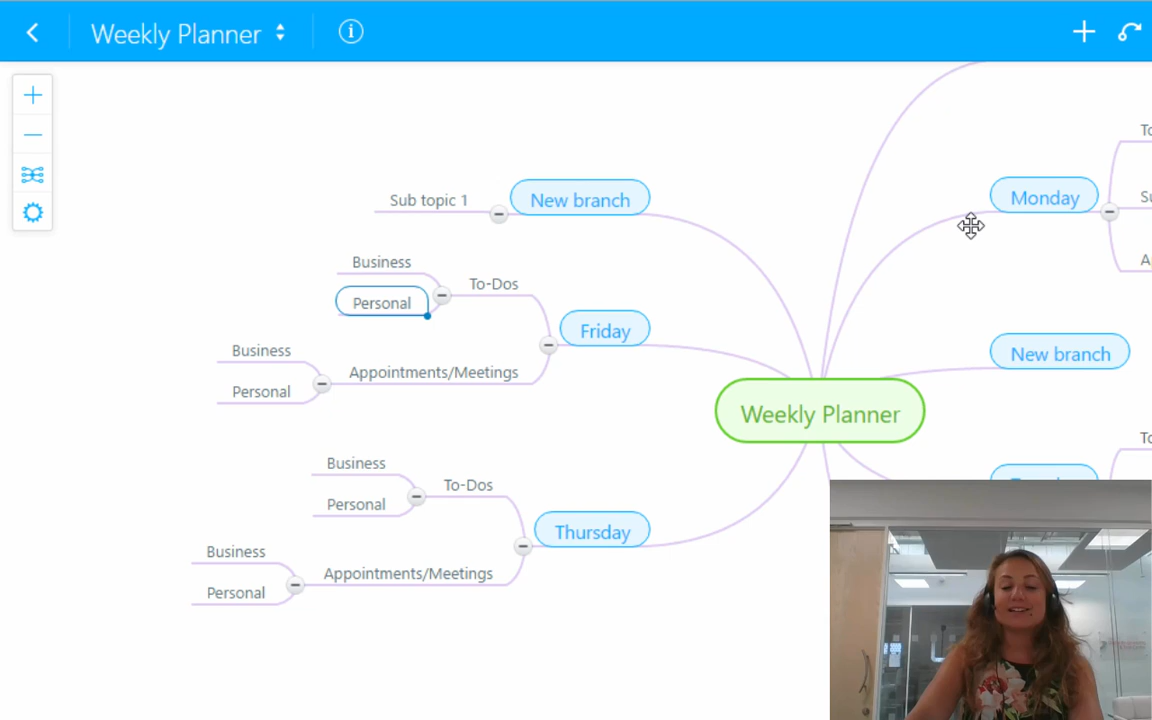 Weekly Planner
Monday
Sub topic 1
New branch
Business
Personal
To-Dos
Friday
Business
Personal
Appointments/Meetings
New branch
Weekly Planner
Business
Personal
To-Dos
Thursday
Business
Personal
Appointments/Meetings